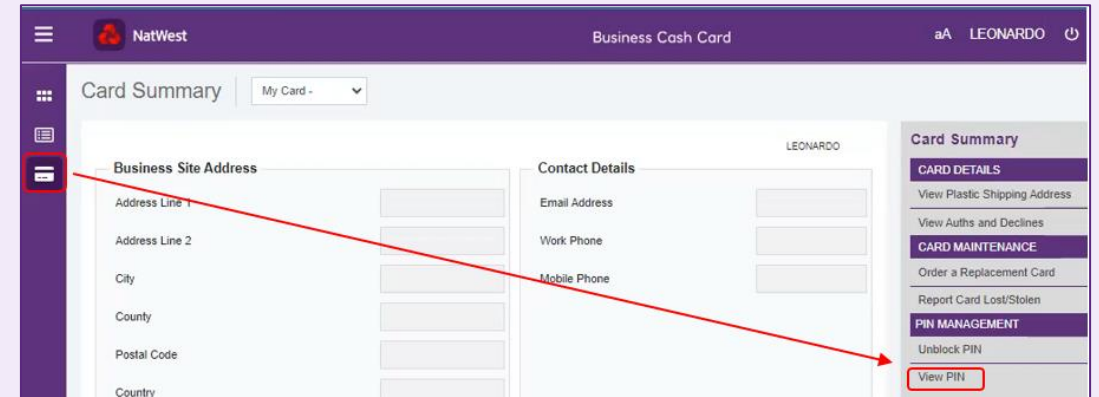 NatWest
Business Cash Card
aA LEONARDO
Card Summary
My Card -
LEONARDO
Business Site Address
Address Line 1
Address Line 2
City
County
Postal Code
Country
Contact Details
Email Address
Work Phone
Mobile Phone
Card Summary
CARD DETAILS
View Plastic Shipping Address
View Auths and Declines
CARD MAINTENANCE
Order a Replacement Card
Report Card Lost/Stolen
PIN MANAGEMENT
Unblock PIN
View PIN